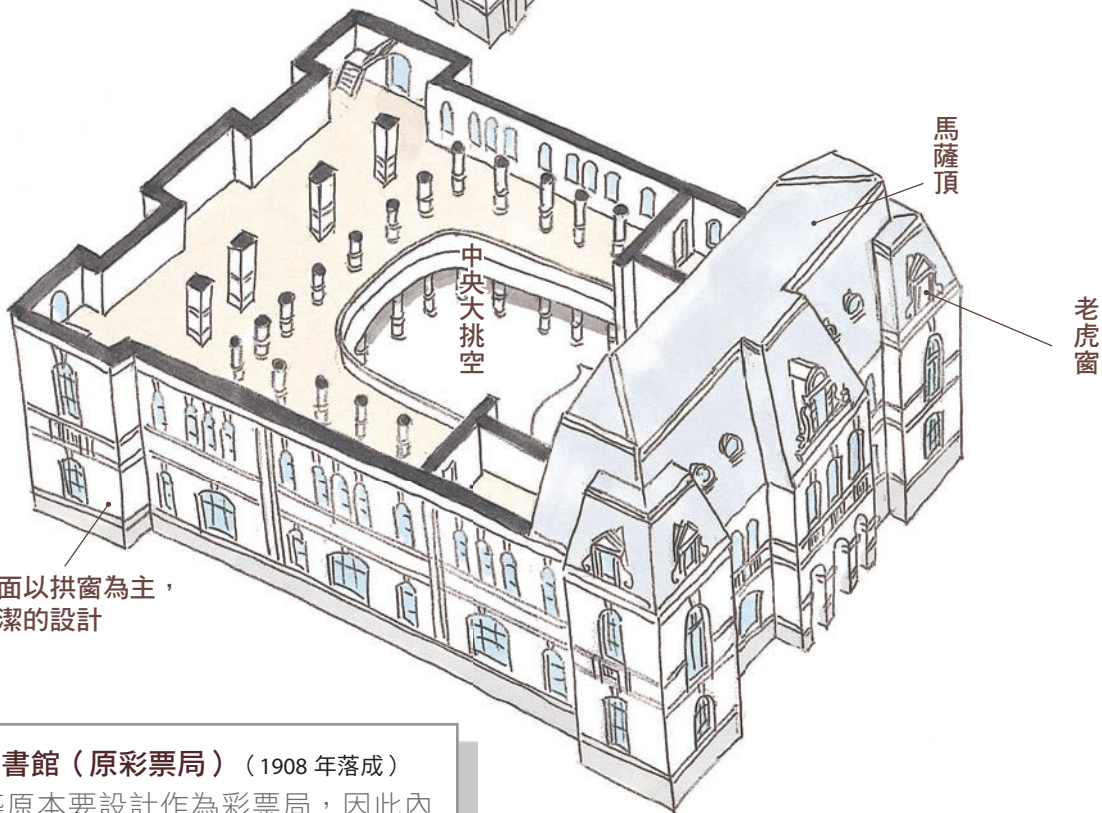 馬薩頂
中央大挑空
老虎窗
面以拱窗為主，
潔的設計
書館（原彩票局）（1908 年落成）
原本要設計作為彩票局，因此內